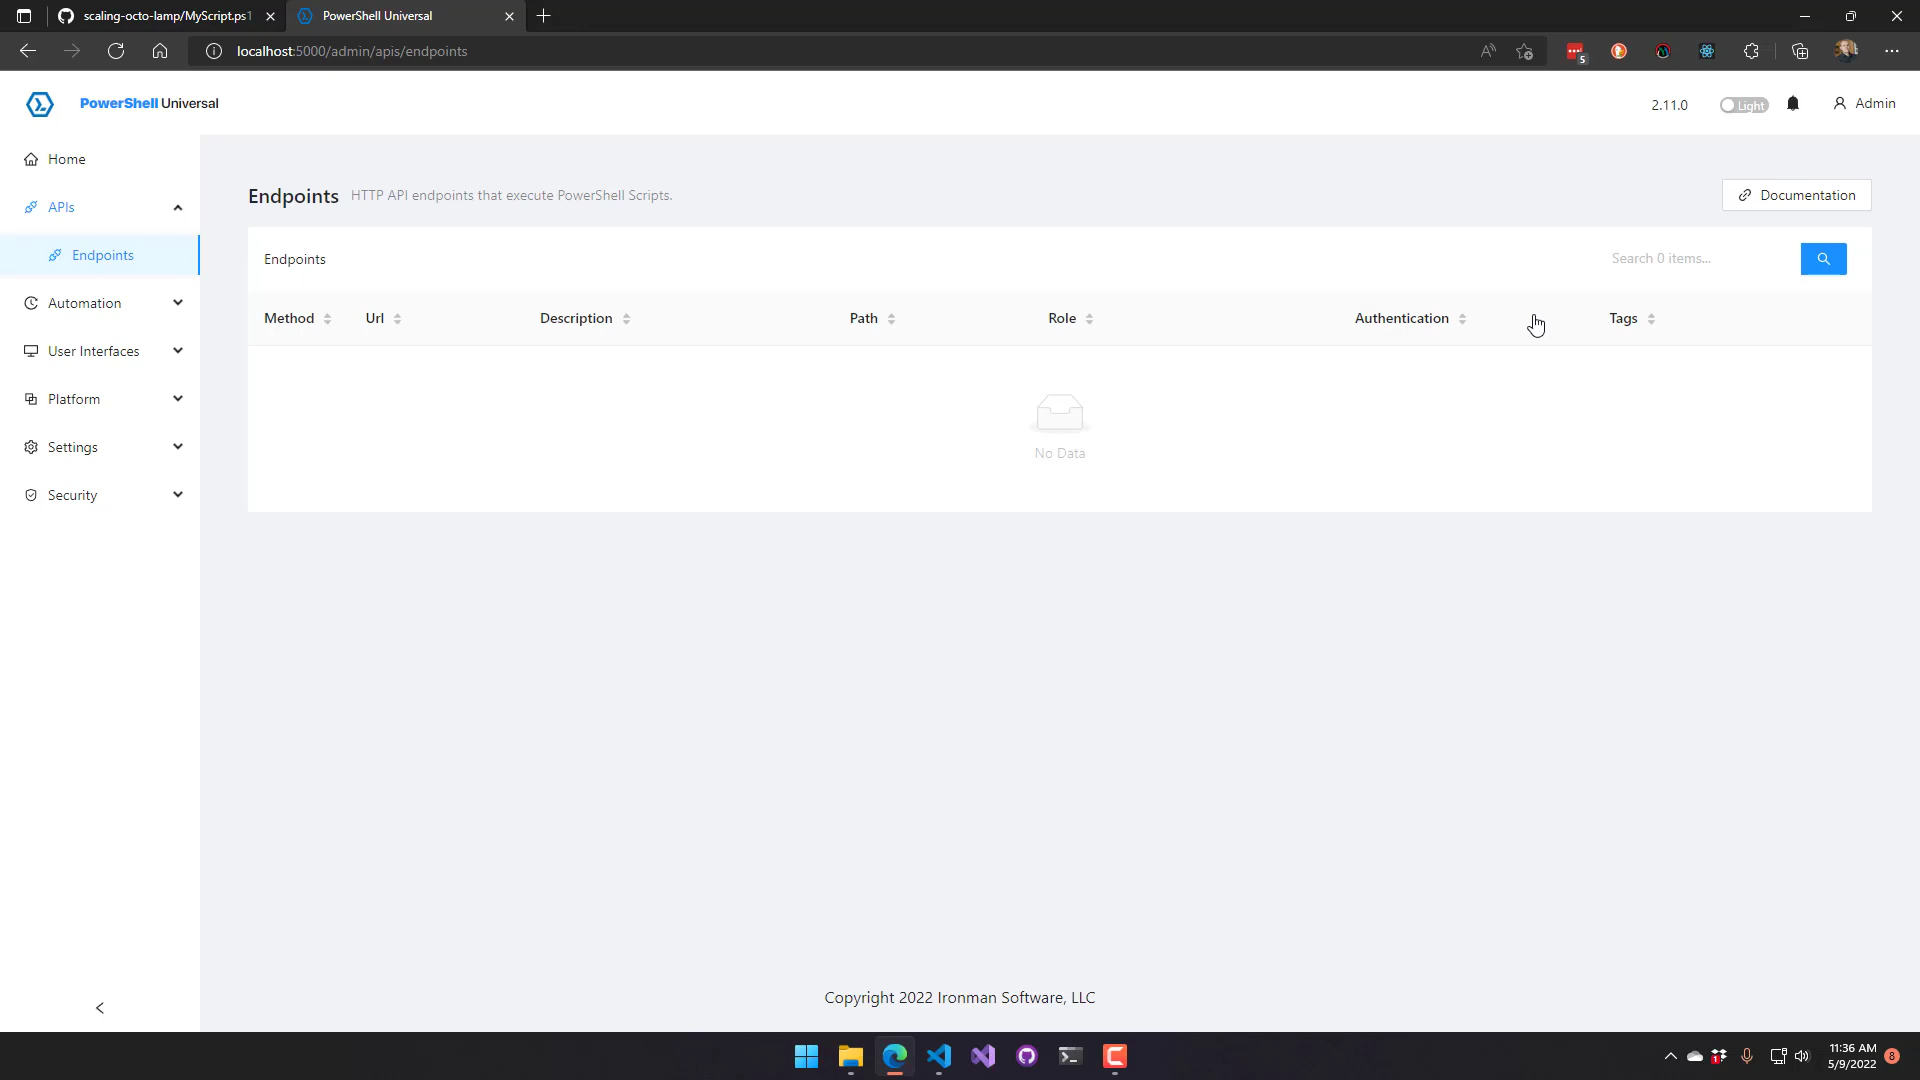 scaling-octo-lamp/MyScript.ps1
PowerShell Universal
localhost:5000/admin/apis/endpoints
5
PowerShell Universal
2.11.0
Light
Admin
Home
APIs
Endpoints
Automation
User Interfaces
Platform
Settings
Security
Endpoints HTTP API endpoints that execute PowerShell Scripts.
Documentation
Endpoints
Search 0 items...
Method Url Description Path Role Authentication Tags
No Data
Copyright 2022 Ironman Software, LLC
1
11:36 AM
5/9/2022
8